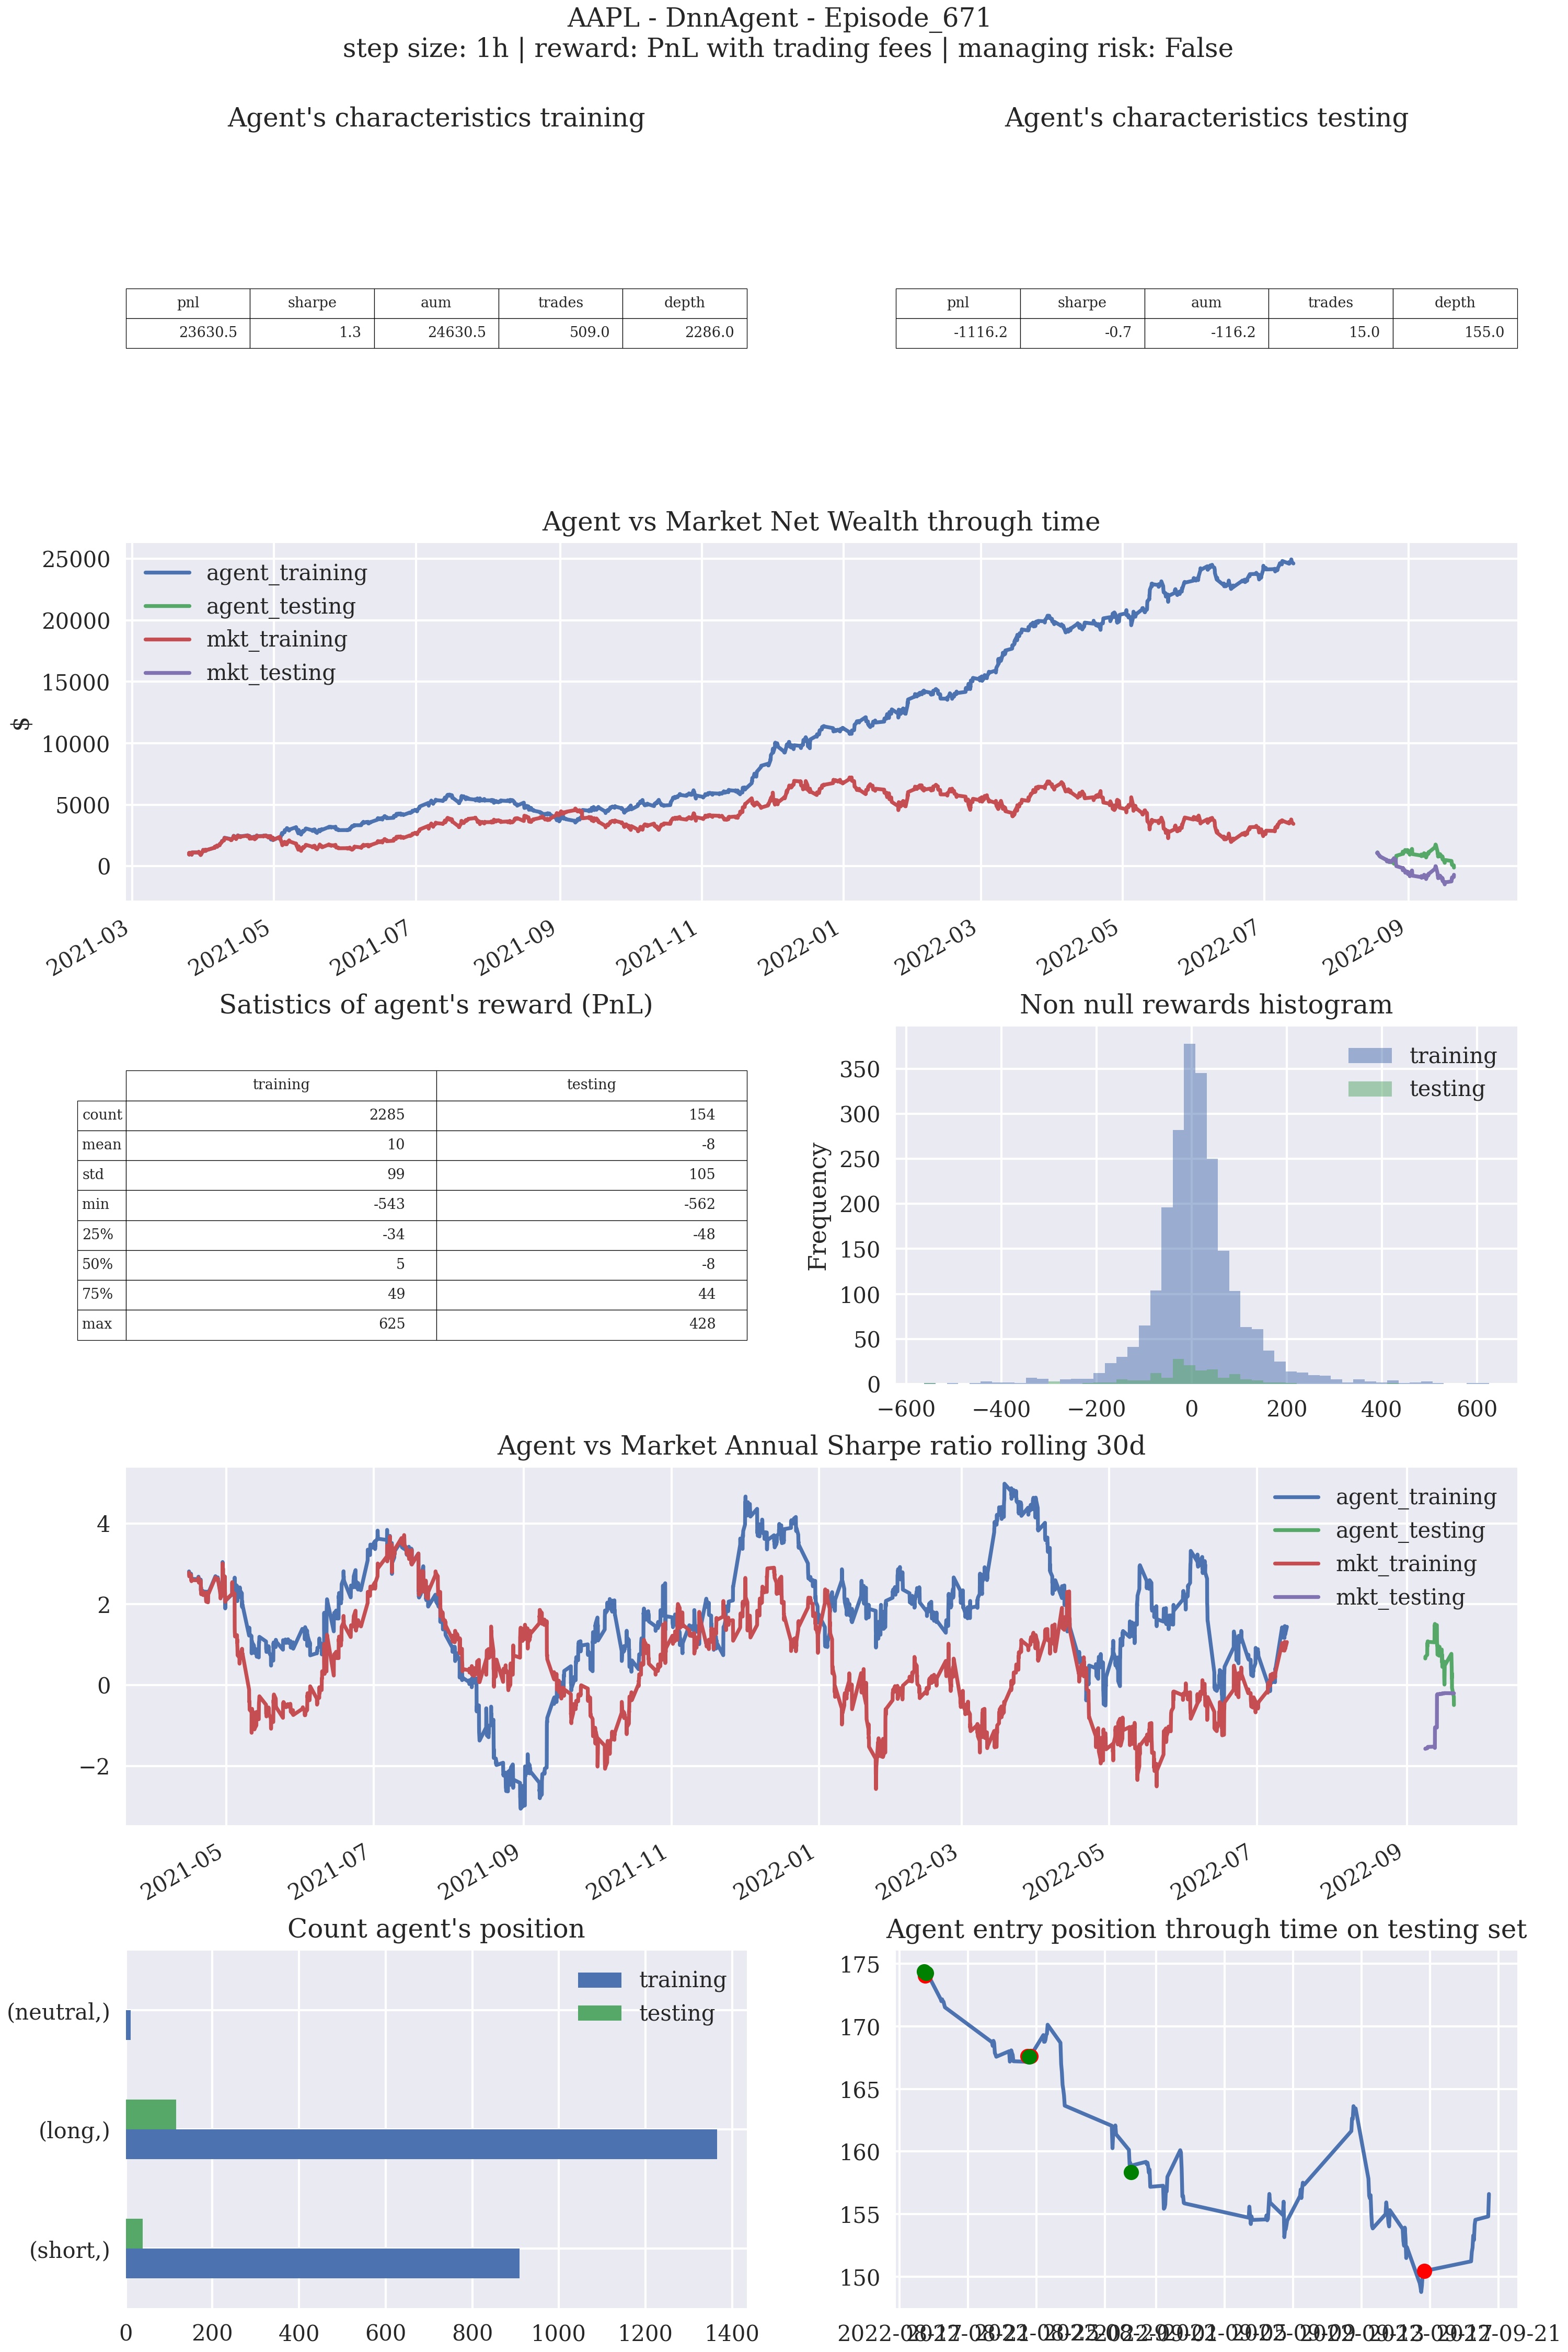 AAPL - DnnAgent - Episode_671
step size: 1h | reward: PnL with trading fees | managing risk: False
Agent's characteristics training
Agent's characteristics testing
pnl sharpe aum trades depth
23630.5 1.3 24630.5 509.0 2286.0
pnl sharpe aum trades depth
-1116.2 -0.7 -116.2 15.0 155.0
Agent vs Market Net Wealth through time
agent_training
agent_testing
mkt_training
mkt_testing
$
25000
20000
15000
10000
5000
0
2021-03 2021-05 2021-07 2021-09 2021-11 2022-01 2022-03 2022-05 2022-07 2022-09
Satistics of agent's reward (PnL)
training testing
count 2285 154
mean 10 -8
std 99 105
min -543 -562
25% -34 -48
50% 5 -8
75% 49 44
max 625 428
Non null rewards histogram
training
testing
Frequency
350
300
250
200
150
100
50
0
−600 −400 −200 0 200 400 600
Agent vs Market Annual Sharpe ratio rolling 30d
agent_training
agent_testing
mkt_training
mkt_testing
4
2
0
−2
2021-05 2021-07 2021-09 2021-11 2022-01 2022-03 2022-05 2022-07 2022-09
Count agent's position
training
testing
(neutral,)
(long,)
(short,)
0 200 400 600 800 1000 1200 1400
Agent entry position through time on testing set
175
170
165
160
155
150